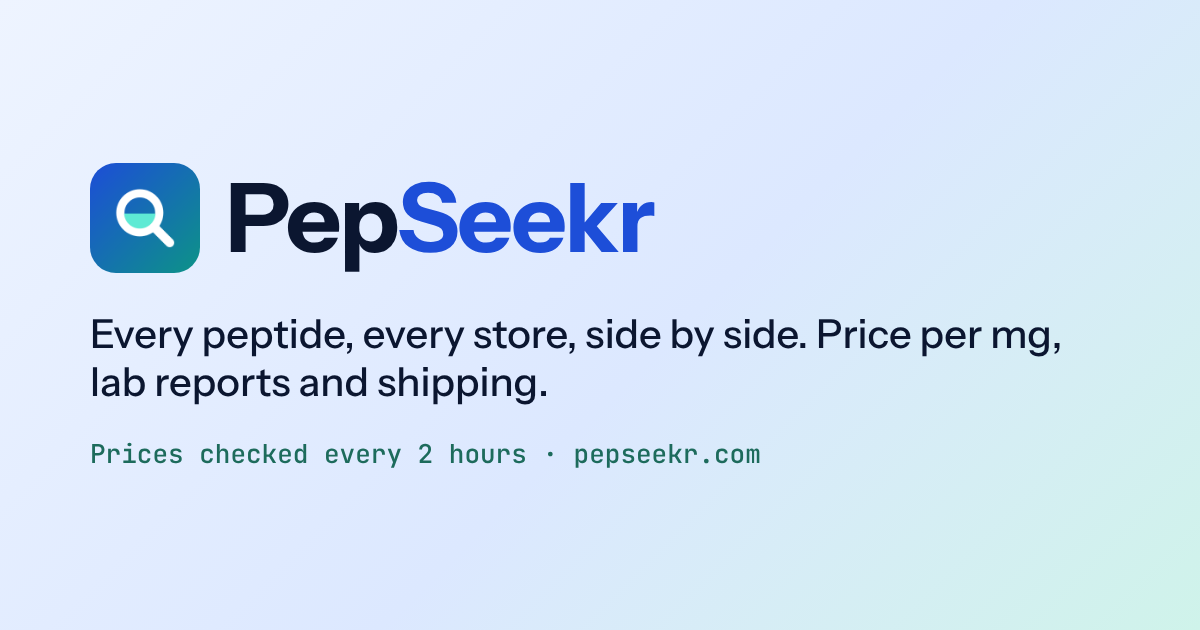 PepSeekr
Every peptide, every store, side by side. Price per mg,
lab reports and shipping.
Prices checked every 2 hours · pepseekr.com